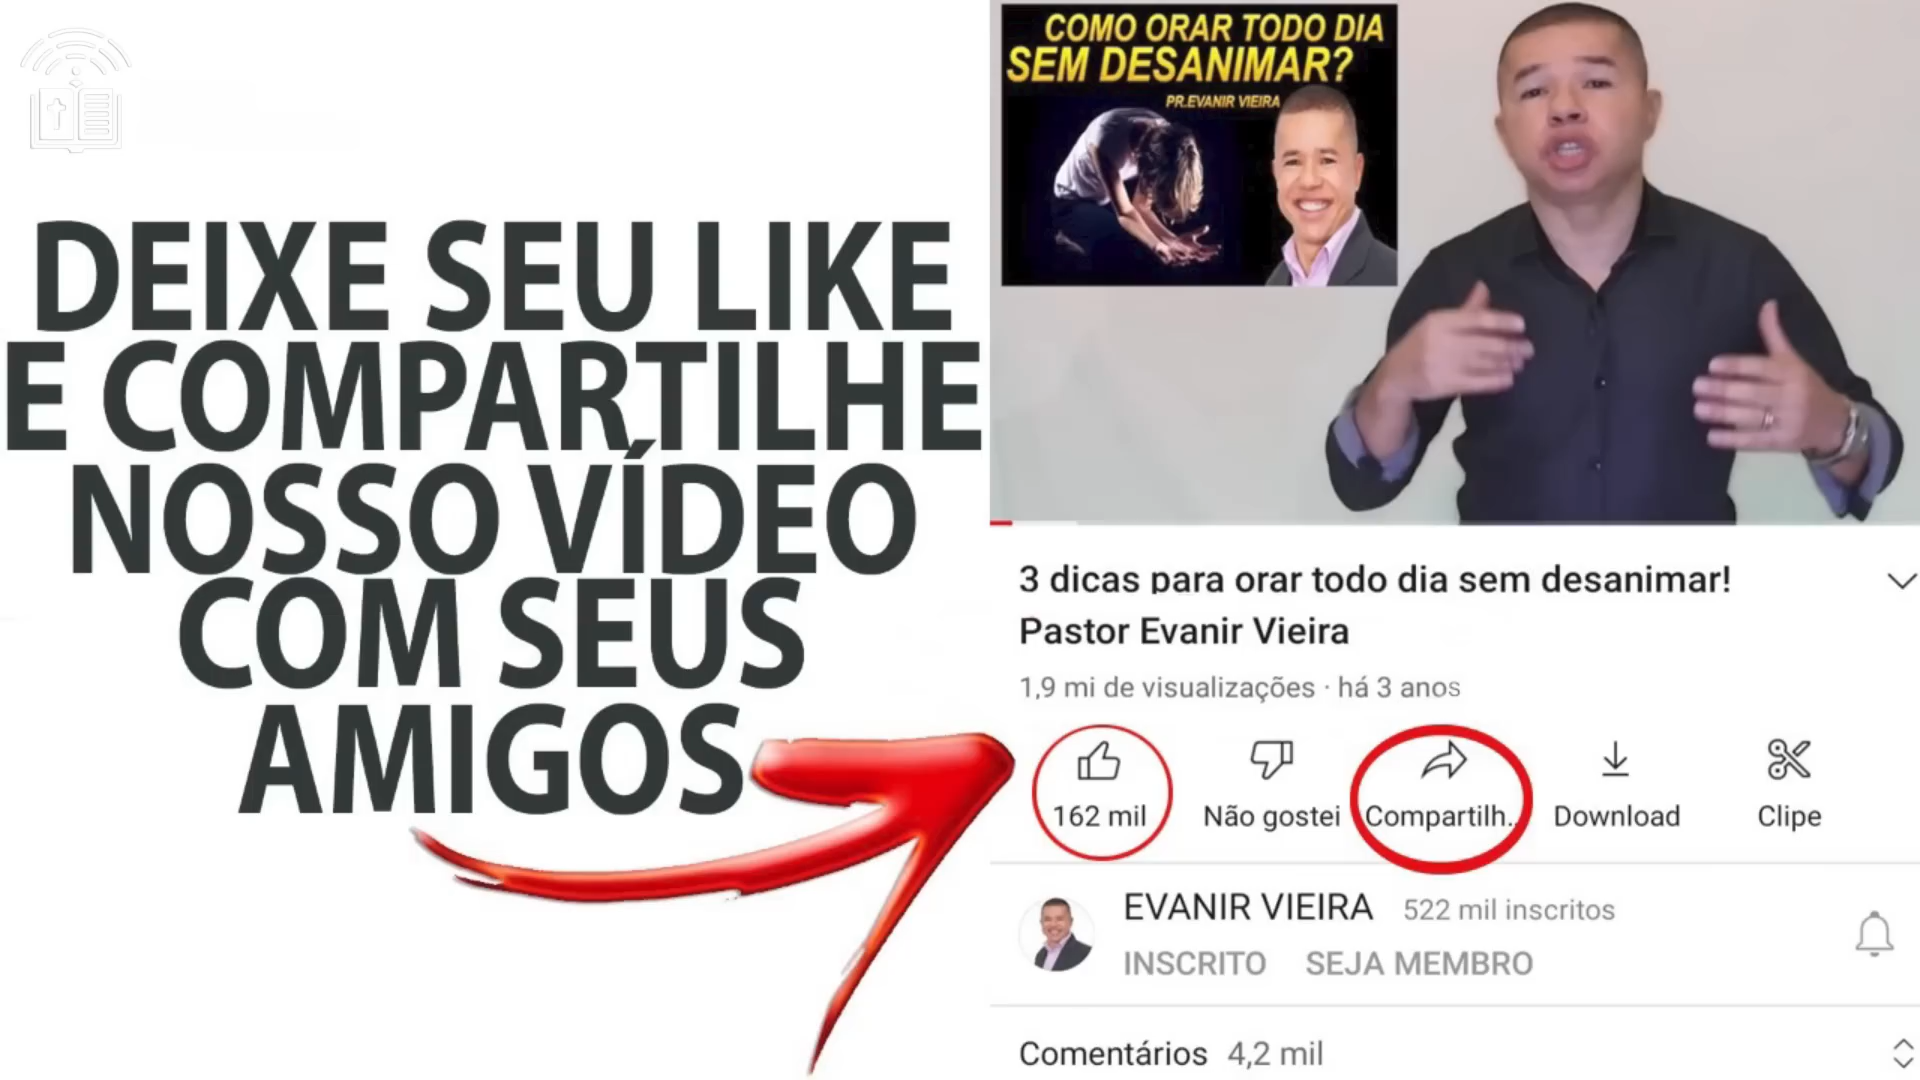 DEIXE SEU LIKE
E COMPARTILHE
NOSSO VÍDEO
COM SEUS
AMIGOS
COMO ORAR TODO DIA
SEM DESANIMAR?
PR.EVANIR VIEIRA
3 dicas para orar todo dia sem desanimar!
Pastor Evanir Vieira
1,9 mi de visualizações · há 3 anos
162 mil
Não gostei
Compartilh..
Download
Clipe
EVANIR VIEIRA 522 mil inscritos
INSCRITO SEJA MEMBRO
Comentários 4,2 mil